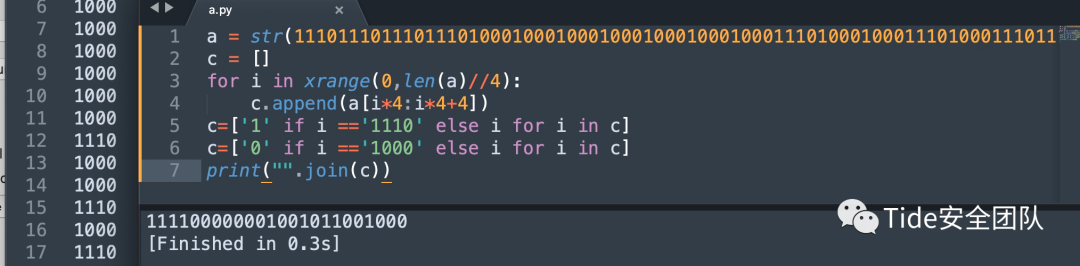 6 1000
7 1000
8 1000
9 1000
10 1000
11 1000
12 1110
13 1000
14 1000
15 1110
16 1000
17 1110
a.py ×
1 a = str(1110111011101110100010001000100010001000100011101000100011101000111011
2 c = []
3 for i in xrange(0,len(a)//4):
4 c.append(a[i*4:i*4+4])
5 c=['1' if i =='1110' else i for i in c]
6 c=['0' if i =='1000' else i for i in c]
7 print("".join(c))
111100000001001011001000
[Finished in 0.3s]
Tide安全团队